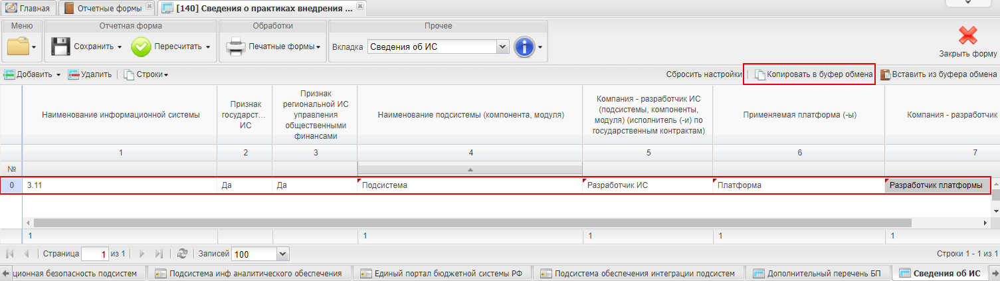 Главная
Отчетные формы
[140] Сведения о практиках внедрения ...
Меню
Отчетная форма
Обработки
Прочее
Сохранить
Пересчитать
Печатные формы
Вкладка
Сведения об ИС
Закрыть форму
Добавить
Удалить
Строки
Сбросить настройки
Копировать в буфер обмена
Вставить из буфера обмена
Наименование информационной системы
Признак
государст...
ИС
Признак
региональной ИС
управления
общественными
финансами
Наименование подсистемы (компонента, модуля)
Компания - разработчик ИС
(подсистемы, компоненты,
модуля) (исполнитель (-и) по
государственным контрактам)
Применяемая платформа (-ы)
Компания - разработчик
1 2 3 4 5 6 7
№
0 3.11 Да Да Подсистема Разработчик ИС Платформа Разработчик платформы
1 1 1 1 1
Страница 1 из 1
Записей 100
Строки 1 - 1 из 1
ционная безопасность подсистем
Подсистема инф аналитического обеспечения
Единый портал бюджетной системы РФ
Подсистема обеспечения интеграции подсистем
Дополнительный перечень БП
Сведения об ИС